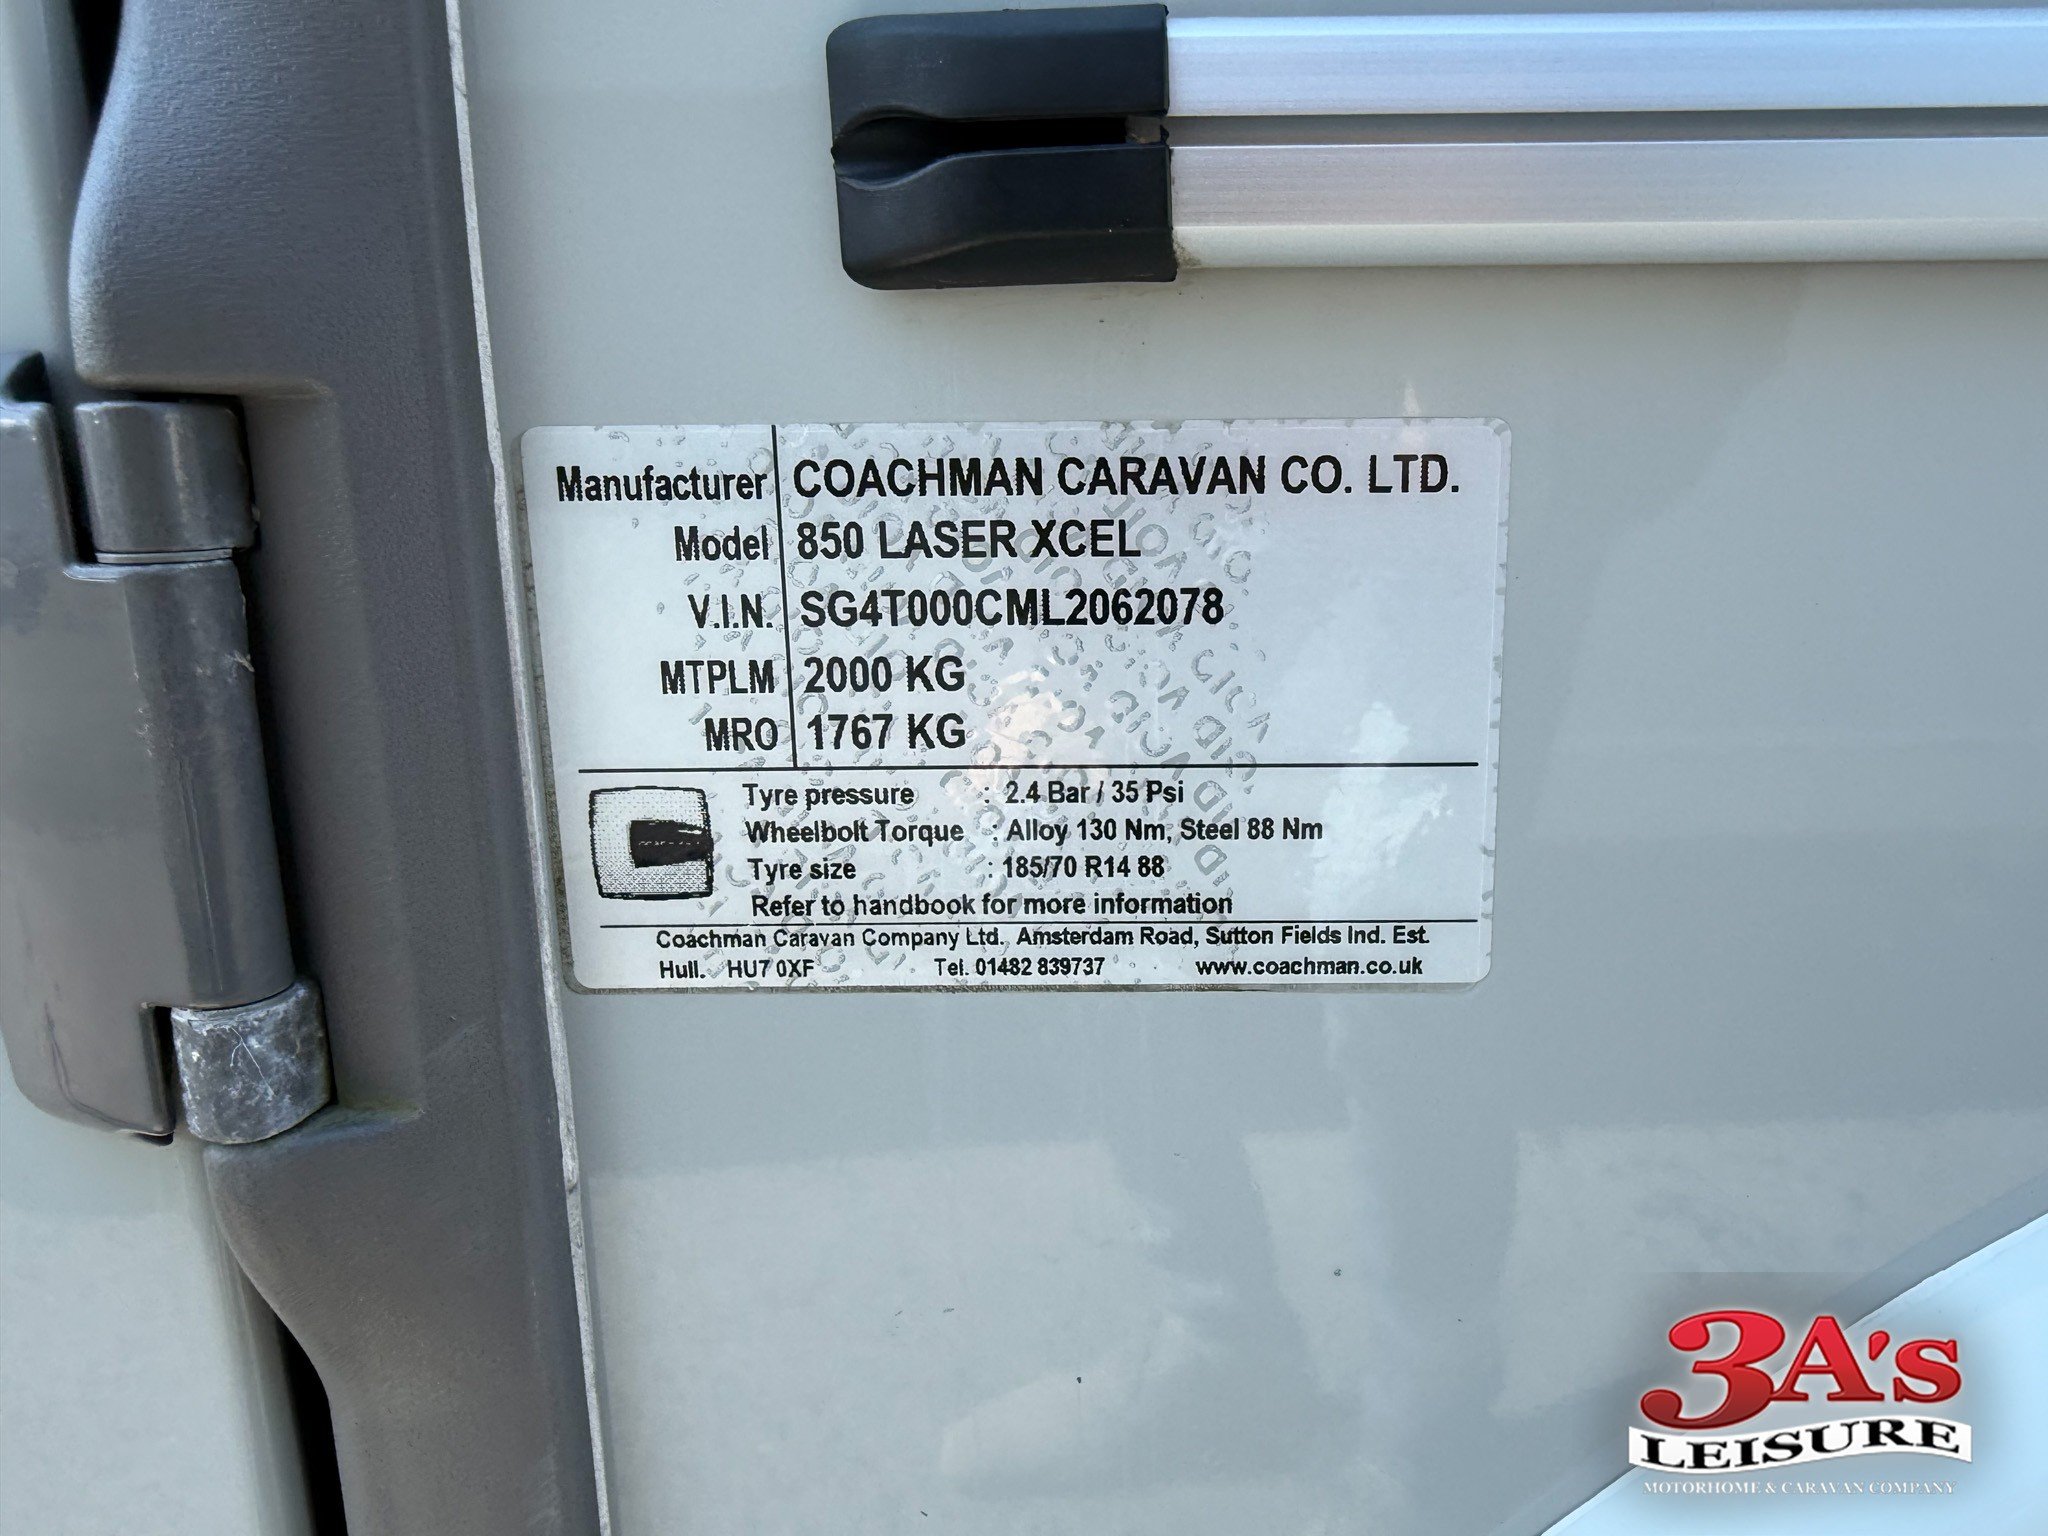 Manufacturer COACHMAN CARAVAN CO. LTD.
Model 850 LASER XCEL
V.I.N. SG4T000CML2062078
MTPLM 2000 KG
MRO 1767 KG
Tyre pressure : 2.4 Bar / 35 Psi
Wheelbolt Torque : Alloy 130 Nm, Steel 88 Nm
Tyre size : 185/70 R14 88
Refer to handbook for more information
Coachman Caravan Company Ltd. Amsterdam Road, Sutton Fields Ind. Est.
Hull. HU7 0XF Tel. 01482 839737 www.coachman.co.uk
3A's
LEISURE
MOTORHOME & CARAVAN COMPANY